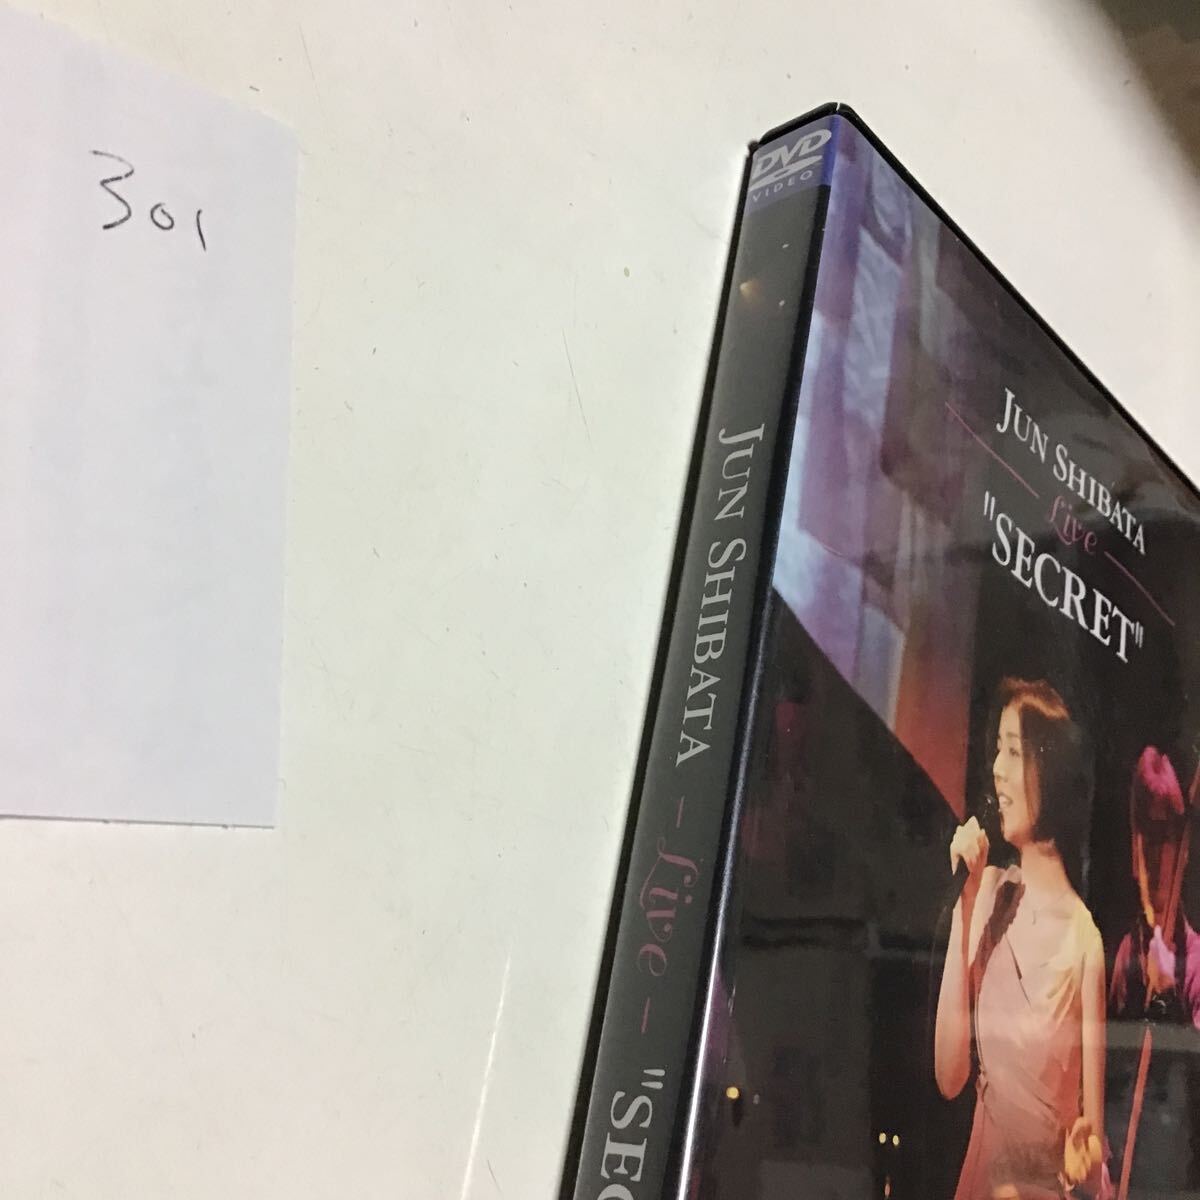 301
DVD
VIDEO
JUN SHIBATA – Live – "SEC
JUN SHIBATA
Live
"SECRET"